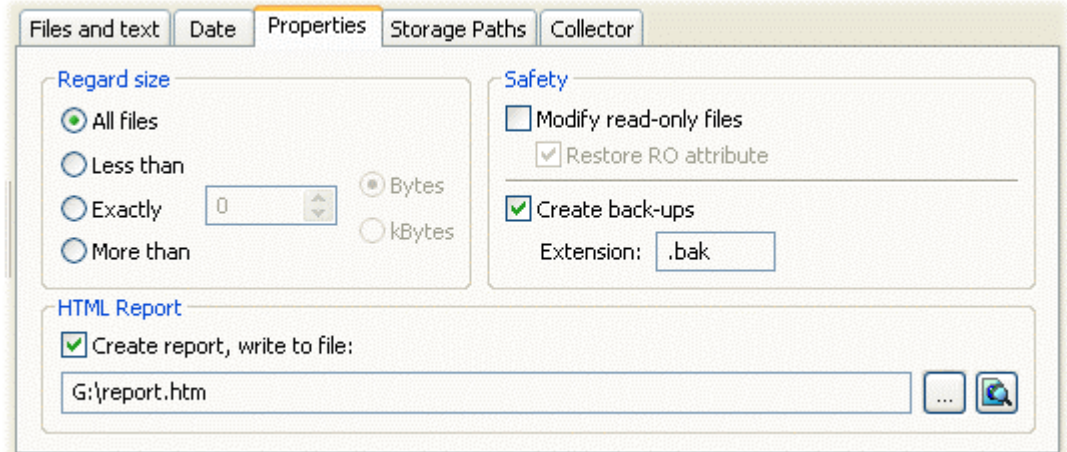 Files and text Date Properties Storage Paths Collector
Regard size
All files
Less than
Exactly 0
More than
Bytes
kBytes
Safety
Modify read-only files
Restore RO attribute
Create back-ups
Extension: .bak
HTML Report
Create report, write to file:
G:\report.htm ...